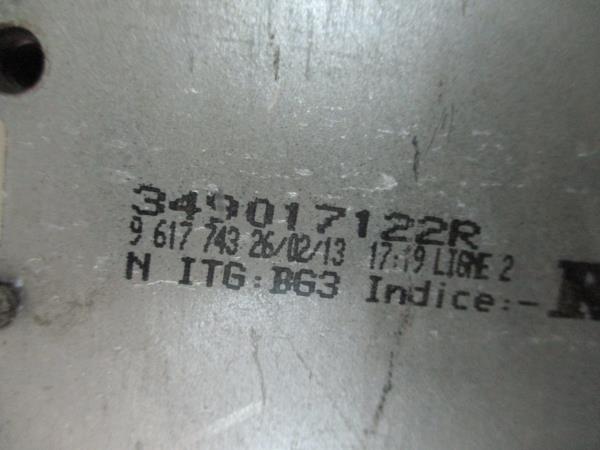 349017122R
9 617 743 26/02/13 17:19 LIGNE 2
N ITG:BG3 Indice:-